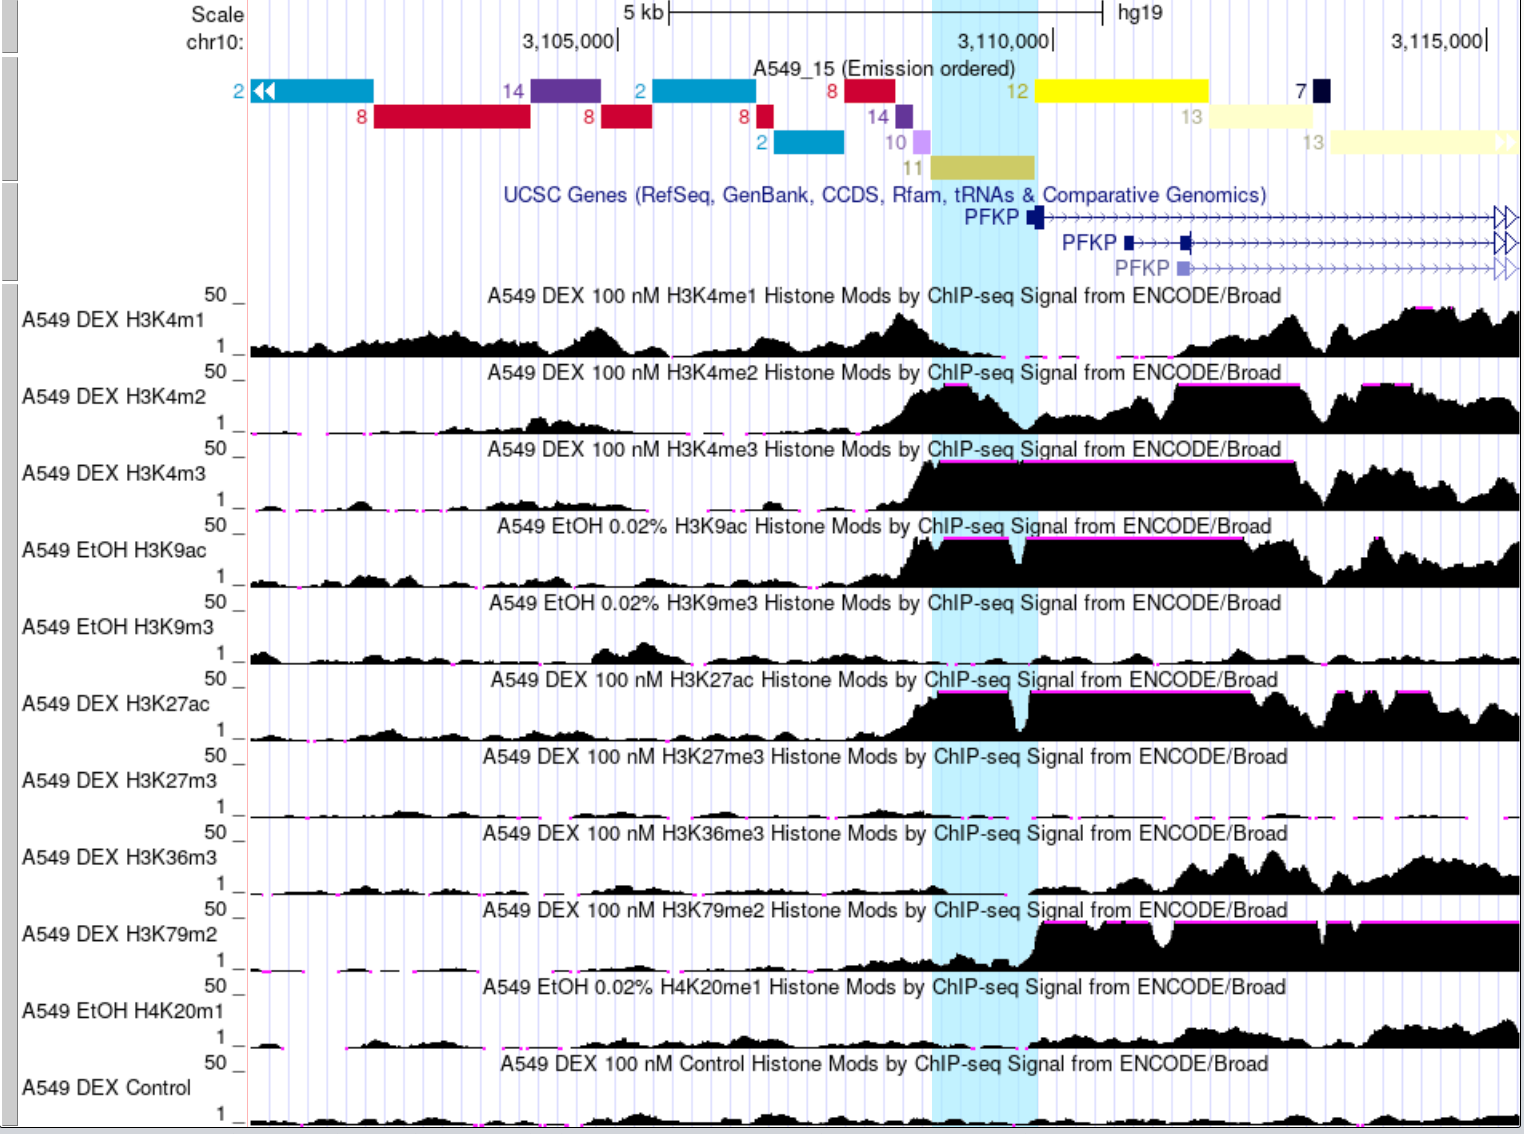 Scale 5 kb hg19
chr10: 3,105,000 3,110,000 3,115,000
A549_15 (Emission ordered)
2 14 2 8 12 7
8 8 8 14 13
2 10 13
11
UCSC Genes (RefSeq, GenBank, CCDS, Rfam, tRNAs & Comparative Genomics)
PFKP
PFKP
PFKP
A549 DEX 100 nM H3K4me1 Histone Mods by ChIP-seq Signal from ENCODE/Broad
50
A549 DEX H3K4m1
1
A549 DEX 100 nM H3K4me2 Histone Mods by ChIP-seq Signal from ENCODE/Broad
50
A549 DEX H3K4m2
1
A549 DEX 100 nM H3K4me3 Histone Mods by ChIP-seq Signal from ENCODE/Broad
50
A549 DEX H3K4m3
1
A549 EtOH 0.02% H3K9ac Histone Mods by ChIP-seq Signal from ENCODE/Broad
50
A549 EtOH H3K9ac
1
A549 EtOH 0.02% H3K9me3 Histone Mods by ChIP-seq Signal from ENCODE/Broad
50
A549 EtOH H3K9m3
1
A549 DEX 100 nM H3K27ac Histone Mods by ChIP-seq Signal from ENCODE/Broad
50
A549 DEX H3K27ac
1
A549 DEX 100 nM H3K27me3 Histone Mods by ChIP-seq Signal from ENCODE/Broad
50
A549 DEX H3K27m3
1
A549 DEX 100 nM H3K36me3 Histone Mods by ChIP-seq Signal from ENCODE/Broad
50
A549 DEX H3K36m3
1
A549 DEX 100 nM H3K79me2 Histone Mods by ChIP-seq Signal from ENCODE/Broad
50
A549 DEX H3K79m2
1
A549 EtOH 0.02% H4K20me1 Histone Mods by ChIP-seq Signal from ENCODE/Broad
50
A549 EtOH H4K20m1
1
A549 DEX 100 nM Control Histone Mods by ChIP-seq Signal from ENCODE/Broad
50
A549 DEX Control
1